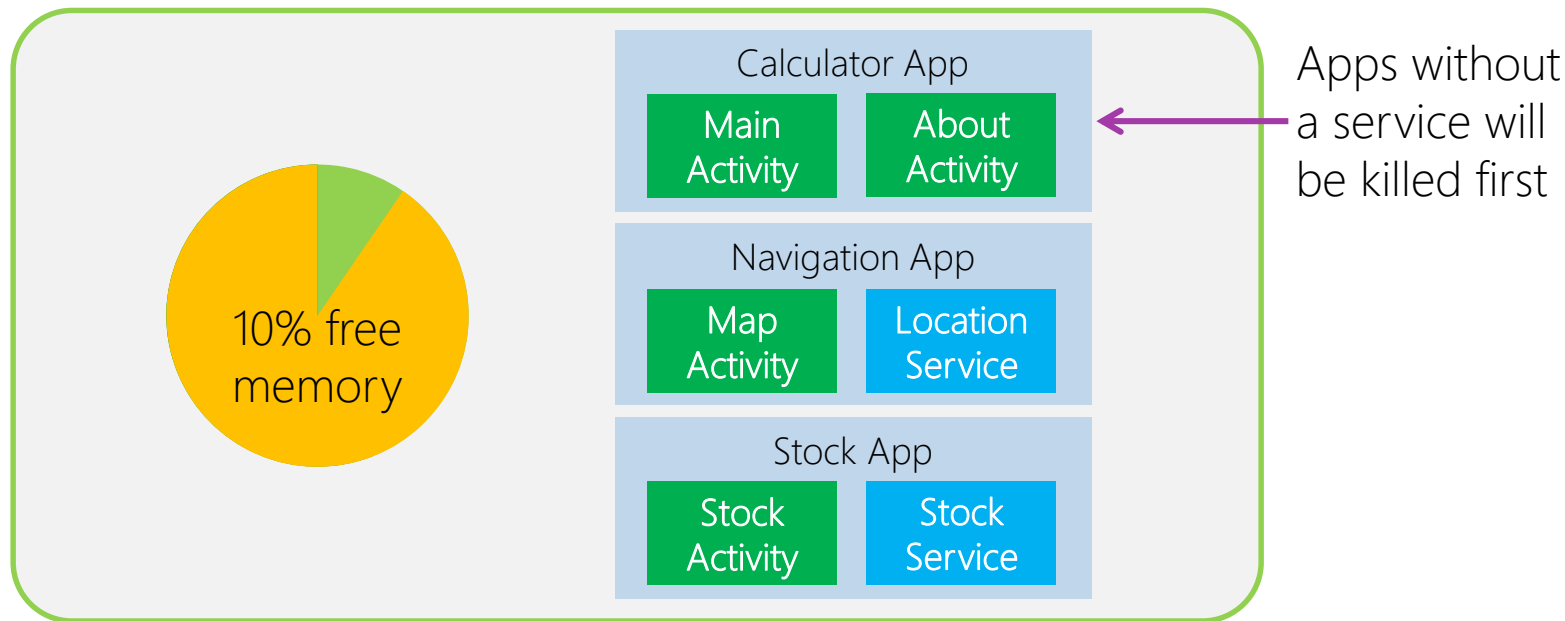 10% free
memory
Calculator App
Main
Activity
About
Activity
Navigation App
Map
Activity
Location
Service
Stock App
Stock
Activity
Stock
Service
Apps without
a service will
be killed first